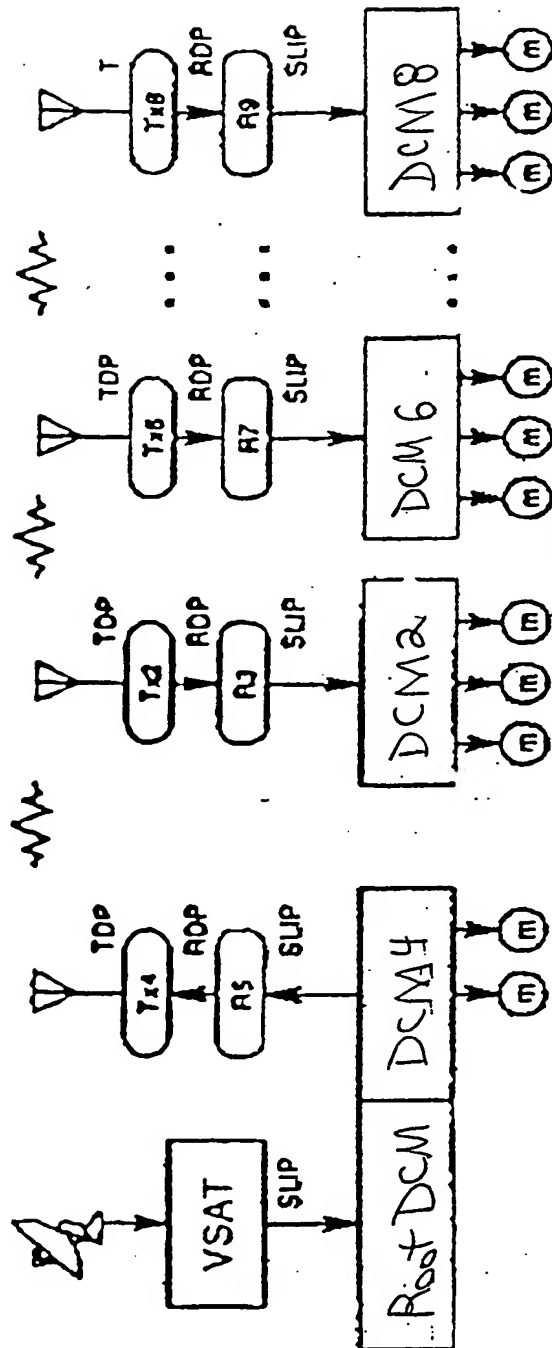 VSAT
SLIP
Root DCM
TDP
Tx4
RDP
R5
SLIP
DCM4
m m
TDP
Tx2
RDP
R3
SLIP
DCM2
m m m
TDP
Tx6
RDP
R7
SLIP
DCM6
m m m
T
Tx8
RDP
R9
SLIP
DCM8
m m m